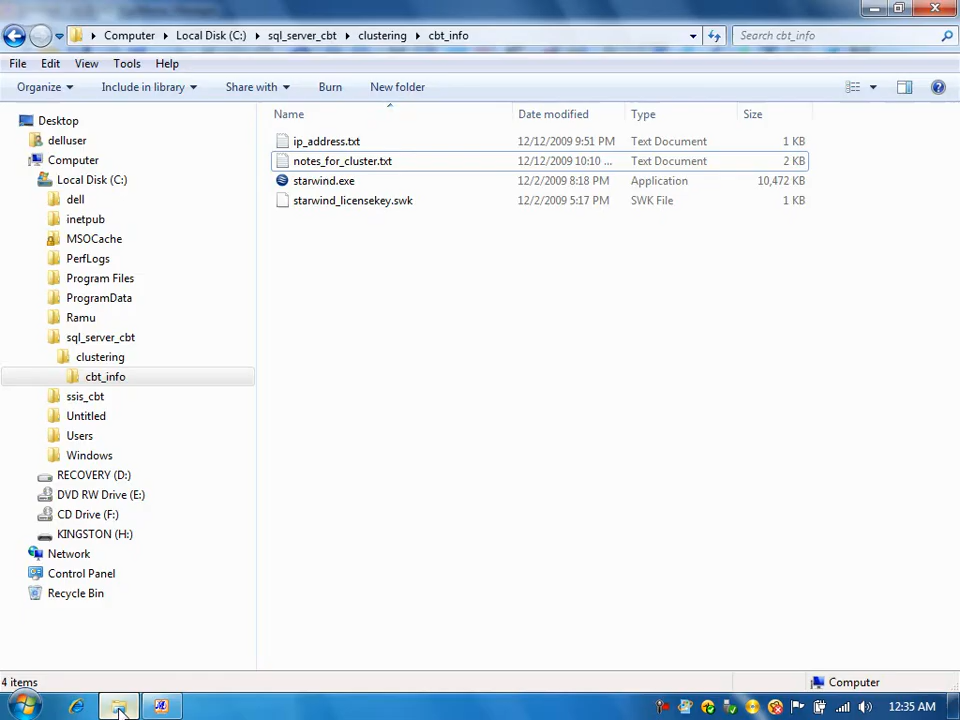 Computer Local Disk (C:) sql_server_cbt clustering cbt_info Search cbt_info
File Edit View Tools Help
Organize Include in library Share with Burn New folder
Name Date modified Type Size
Desktop
delluser
Computer
Local Disk (C:)
dell
inetpub
MSOCache
PerfLogs
Program Files
ProgramData
Ramu
sql_server_cbt
clustering
cbt_info
ssis_cbt
Untitled
Users
Windows
RECOVERY (D:)
DVD RW Drive (E:)
CD Drive (F:)
KINGSTON (H:)
Network
Control Panel
Recycle Bin
ip_address.txt 12/12/2009 9:51 PM Text Document 1 KB
notes_for_cluster.txt 12/12/2009 10:10 ... Text Document 2 KB
starwind.exe 12/2/2009 8:18 PM Application 10,472 KB
starwind_licensekey.swk 12/2/2009 5:17 PM SWK File 1 KB
4 items Computer
12:35 AM